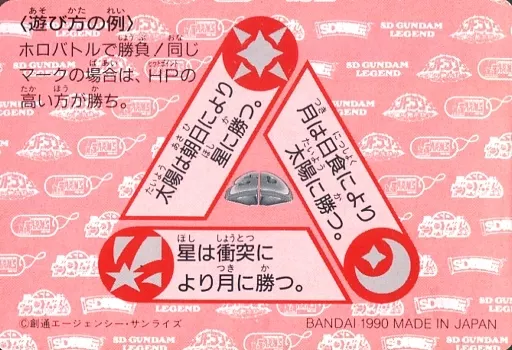 〈遊び方の例〉
ホロバトルで勝負!同じ
マークの場合は、HPの
高い方が勝ち。
太陽は朝日により
星に勝つ。
月は日食により
太陽に勝つ。
星は衝突に
より月に勝つ。
©創通エージェンシー・サンライズ
BANDAI 1990 MADE IN JAPAN
SD GUNDAM
LEGEND